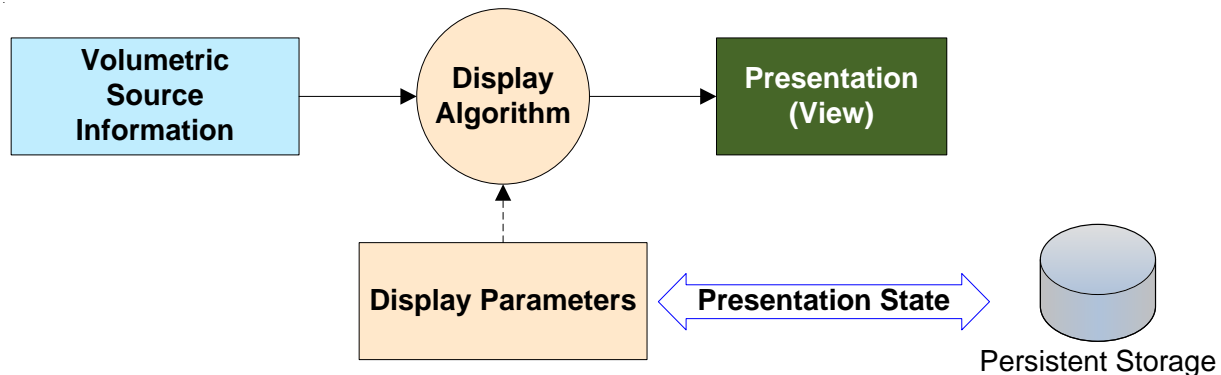 Volumetric
Source
Information
Display
Algorithm
Presentation
(View)
Display Parameters
Presentation State
Persistent Storage